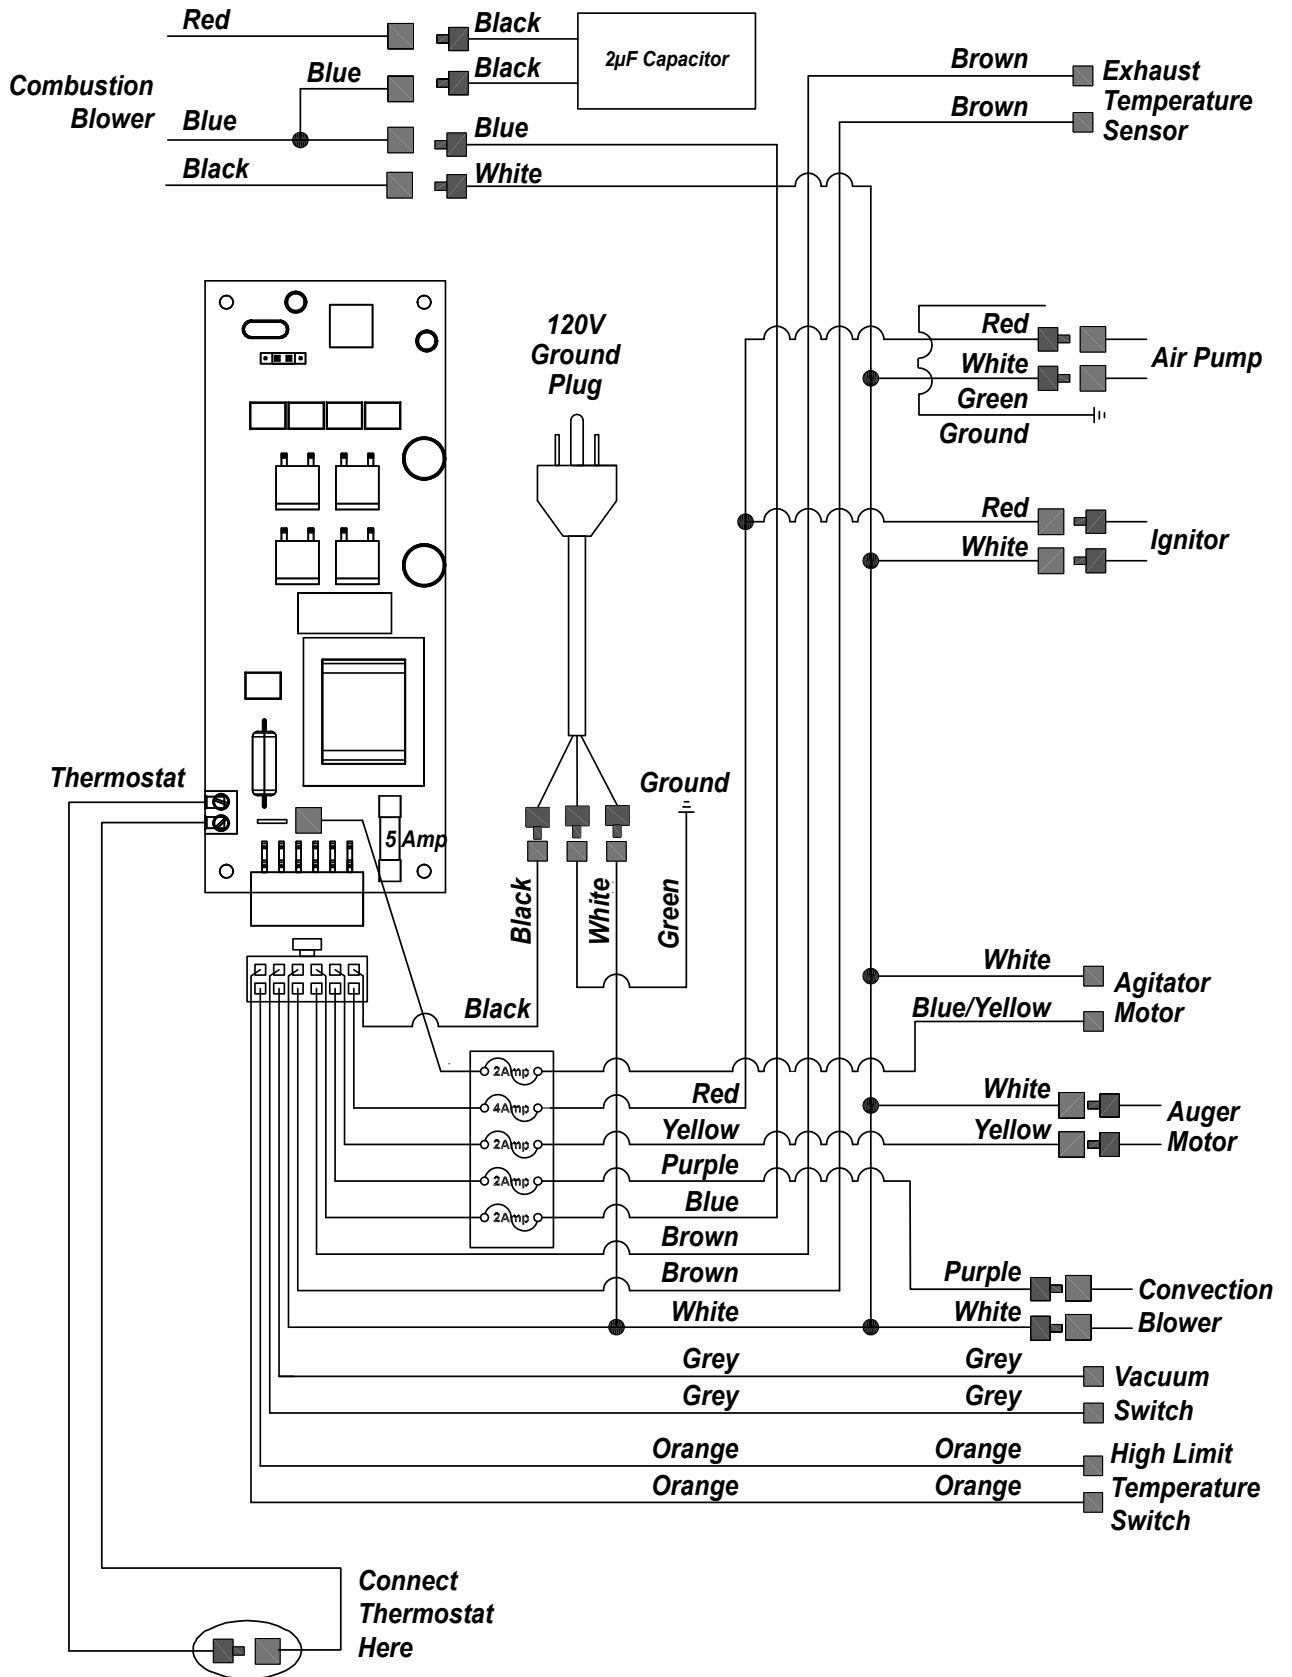 Red
Black
2µF Capacitor
Blue
Black
Combustion
Blower
Blue
Blue
Black
White
Brown
Exhaust
Temperature
Sensor
Brown
120V
Ground
Plug
Red
White
Air Pump
Green
Ground
Red
White
Ignitor
Thermostat
5 Amp
Ground
Black
White
Green
Black
White
Agitator
Motor
Blue/Yellow
2Amp
4Amp
Red
White
Auger
Motor
2Amp
Yellow
Yellow
2Amp
Purple
2Amp
Blue
Brown
Brown
Purple
Convection
Blower
White
White
Grey
Grey
Vacuum
Switch
Grey
Grey
Orange
Orange
High Limit
Temperature
Switch
Orange
Orange
Connect
Thermostat
Here